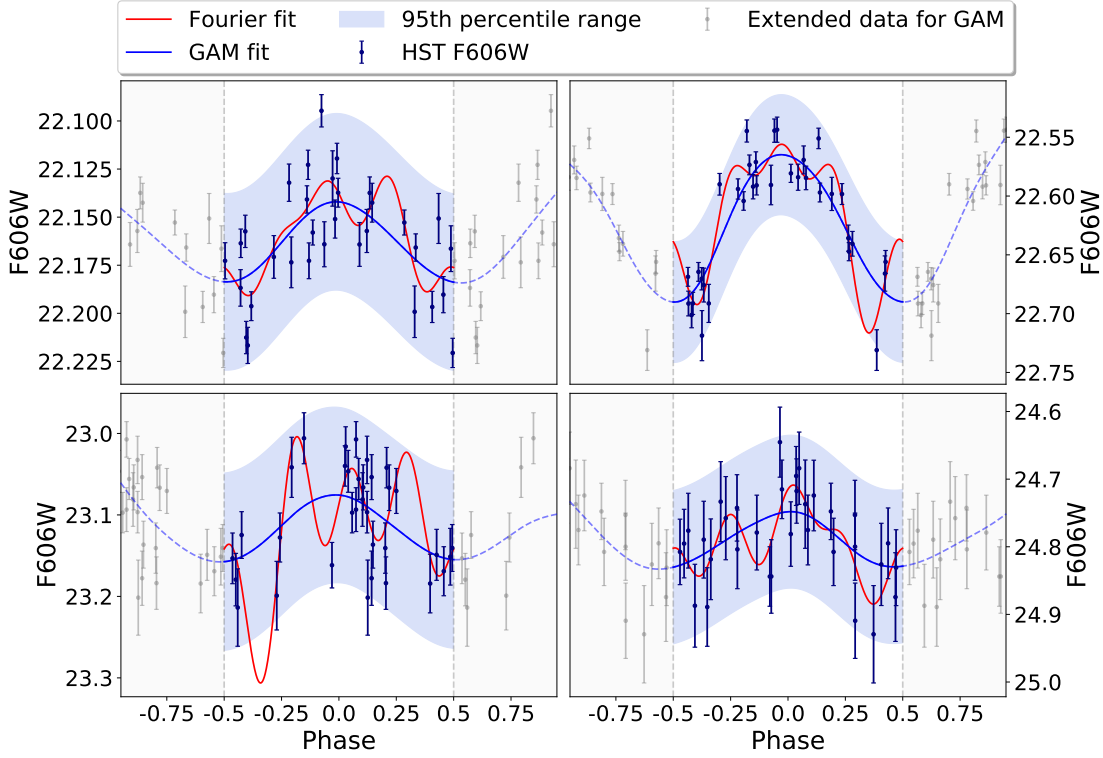 Fourier fit 95th percentile range Extended data for GAM
GAM fit HST F606W
22.100
22.125
22.150
22.175
22.200
22.225
F606W
22.55
22.60
22.65
22.70
22.75
F606W
23.0
23.1
23.2
23.3
F606W
24.6
24.7
24.8
24.9
25.0
F606W
-0.75 -0.50 -0.25 0.0 0.25 0.50 0.75
Phase
-0.75 -0.50 -0.25 0.0 0.25 0.50 0.75
Phase